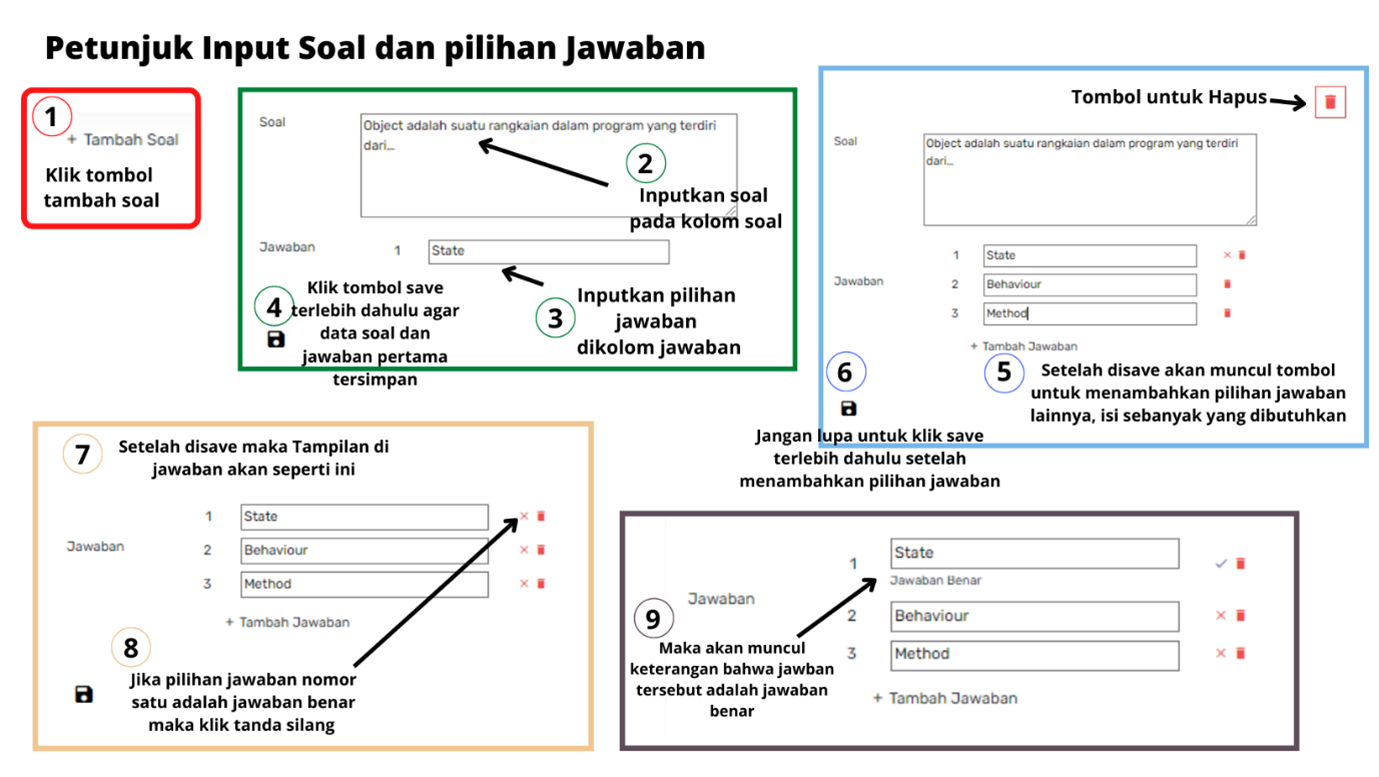 Petunjuk Input Soal dan pilihan Jawaban
1
+ Tambah Soal
Klik tombol
tambah soal
Soal
Object adalah suatu rangkaian dalam program yang terdiri
dari...
2
Inputkan soal
pada kolom soal
Jawaban
1
State
3
Inputkan pilihan
jawaban
dikolom jawaban
4
Klik tombol save
terlebih dahulu agar
data soal dan
jawaban pertama
tersimpan
Tombol untuk Hapus
Soal
Object adalah suatu rangkaian dalam program yang terdiri
dari...
Jawaban
1 State
2 Behaviour
3 Method
+ Tambah Jawaban
5
Setelah disave akan muncul tombol
untuk menambahkan pilihan jawaban
lainnya, isi sebanyak yang dibutuhkan
6
Jangan lupa untuk klik save
terlebih dahulu setelah
menambahkan pilihan jawaban
7
Setelah disave maka Tampilan di
jawaban akan seperti ini
Jawaban
1 State
2 Behaviour
3 Method
+ Tambah Jawaban
8
Jika pilihan jawaban nomor
satu adalah jawaban benar
maka klik tanda silang
Jawaban
1 State
Jawaban Benar
2 Behaviour
3 Method
+ Tambah Jawaban
9
Maka akan muncul
keterangan bahwa jawban
tersebut adalah jawaban
benar